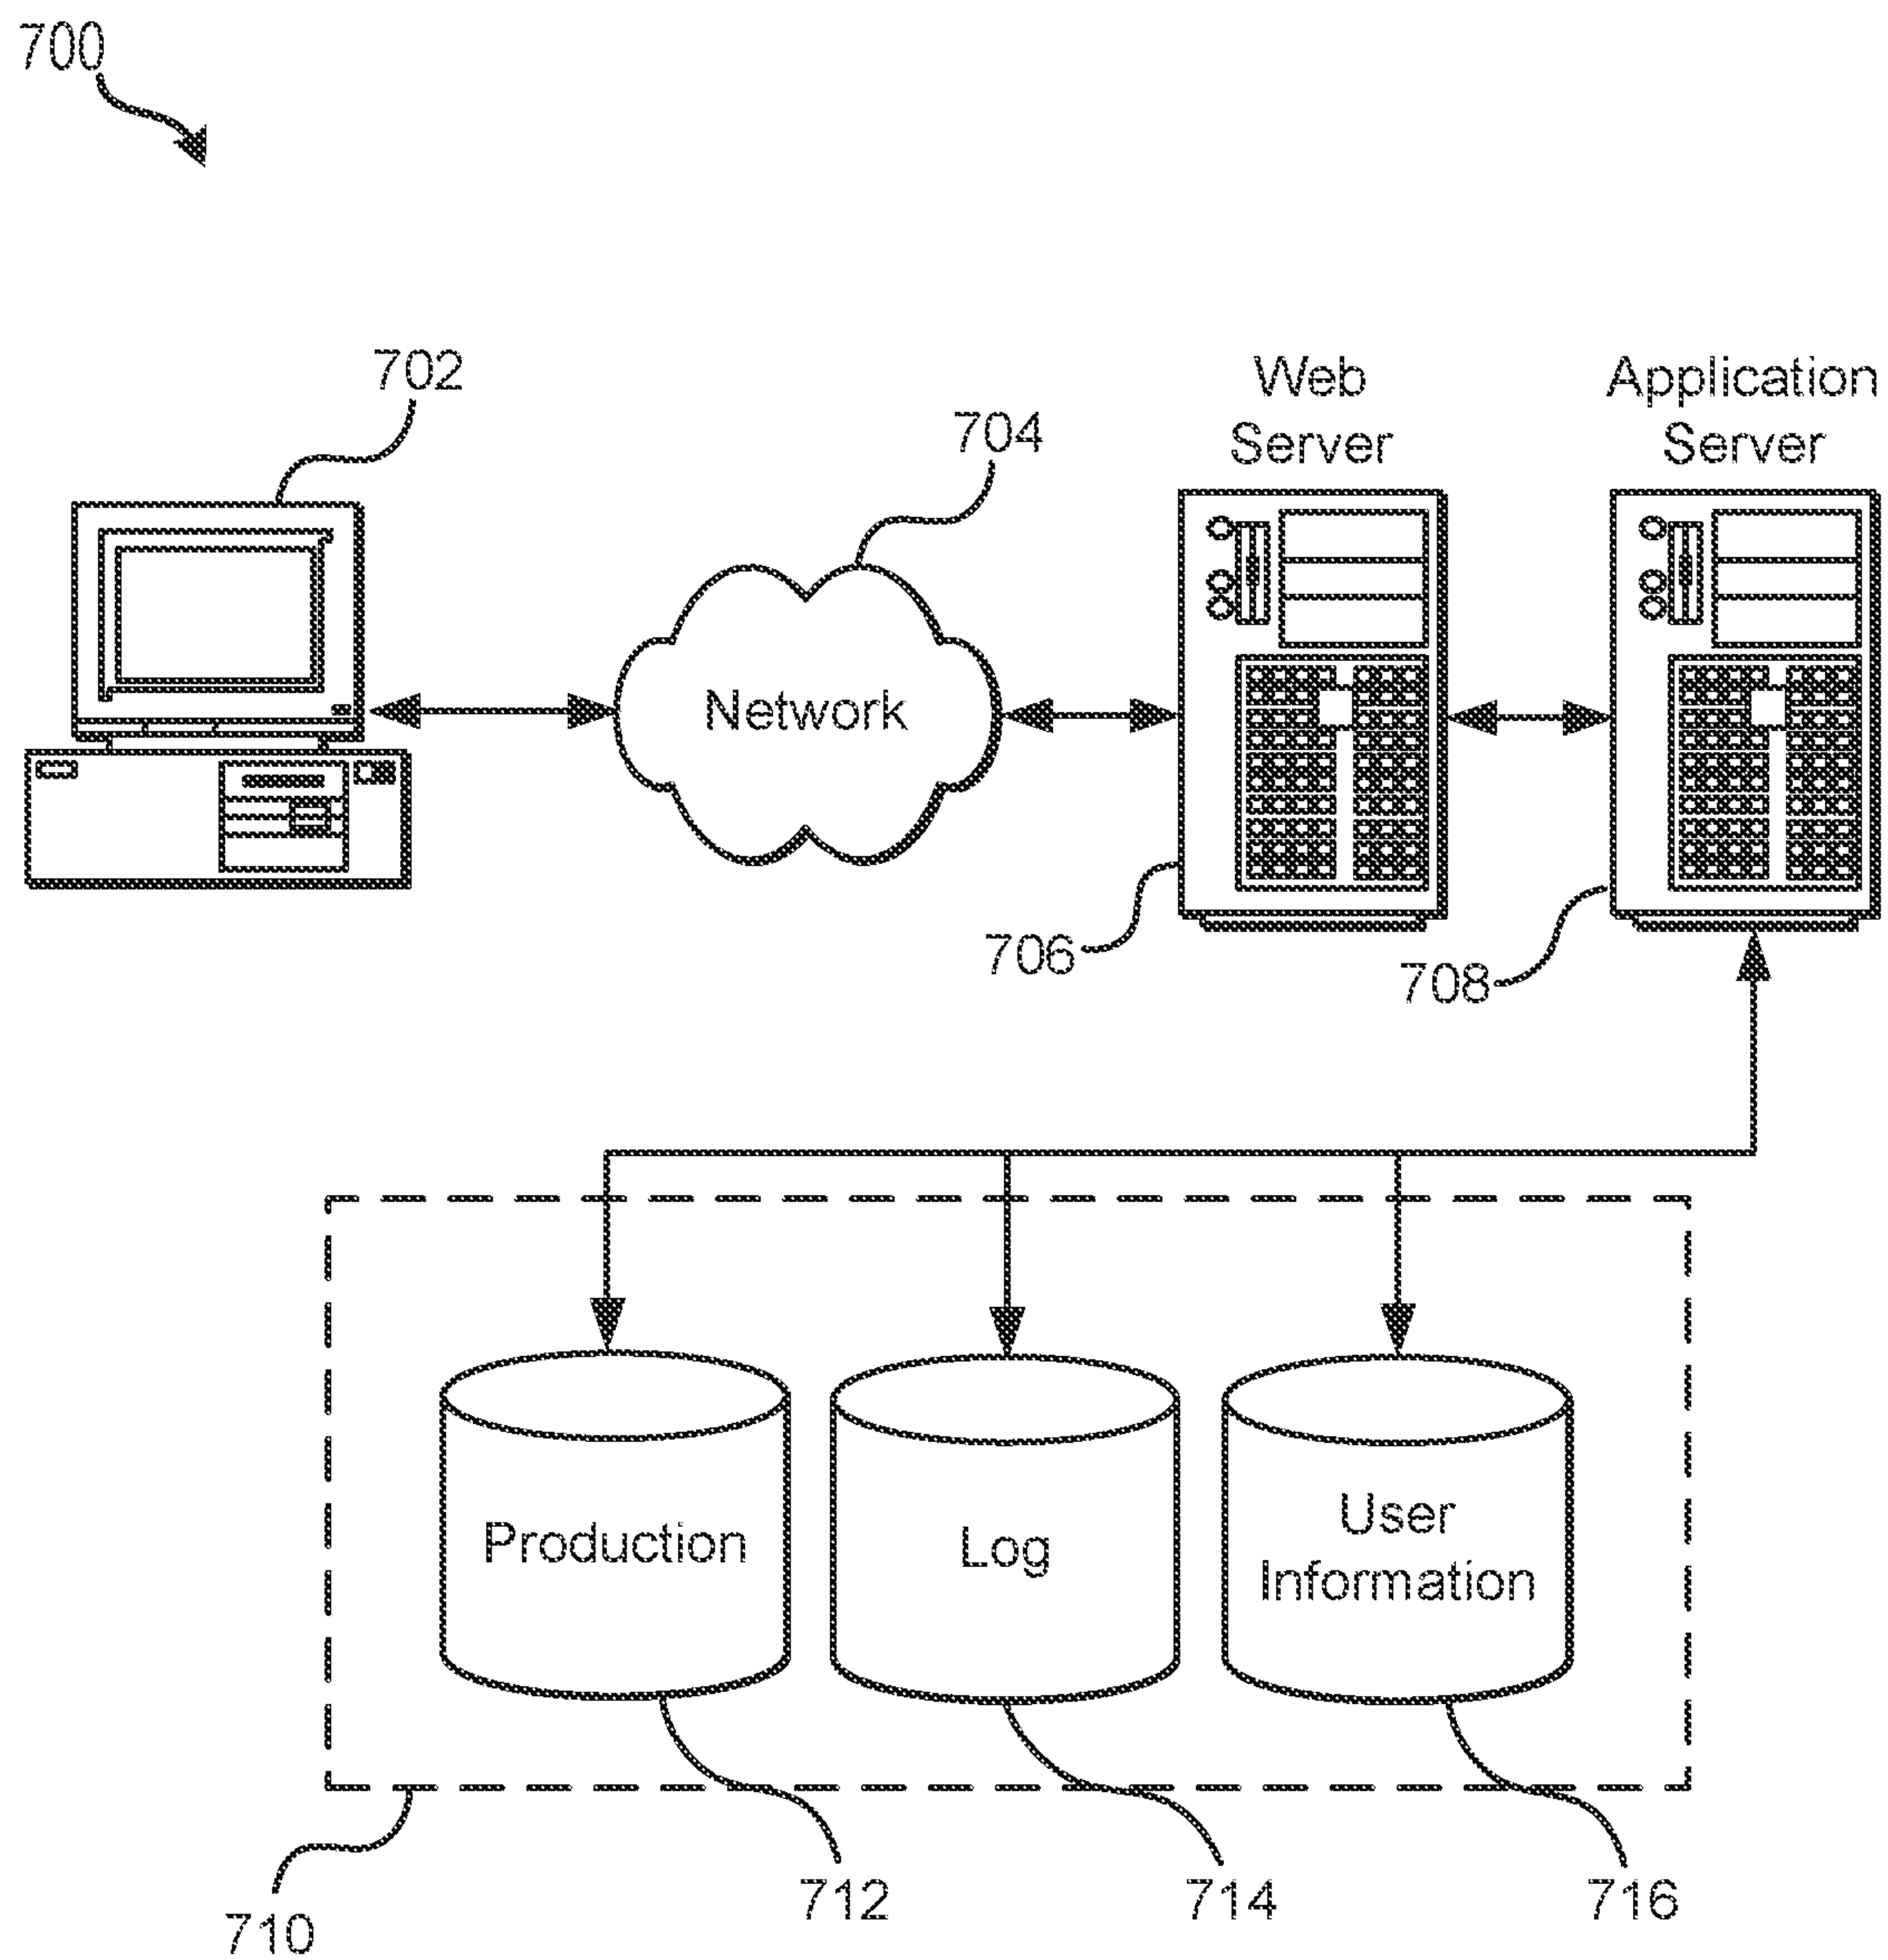 700
702
704
Web
Server
Application
Server
Network
706
708
Production
Log
User
Information
710
712
714
716